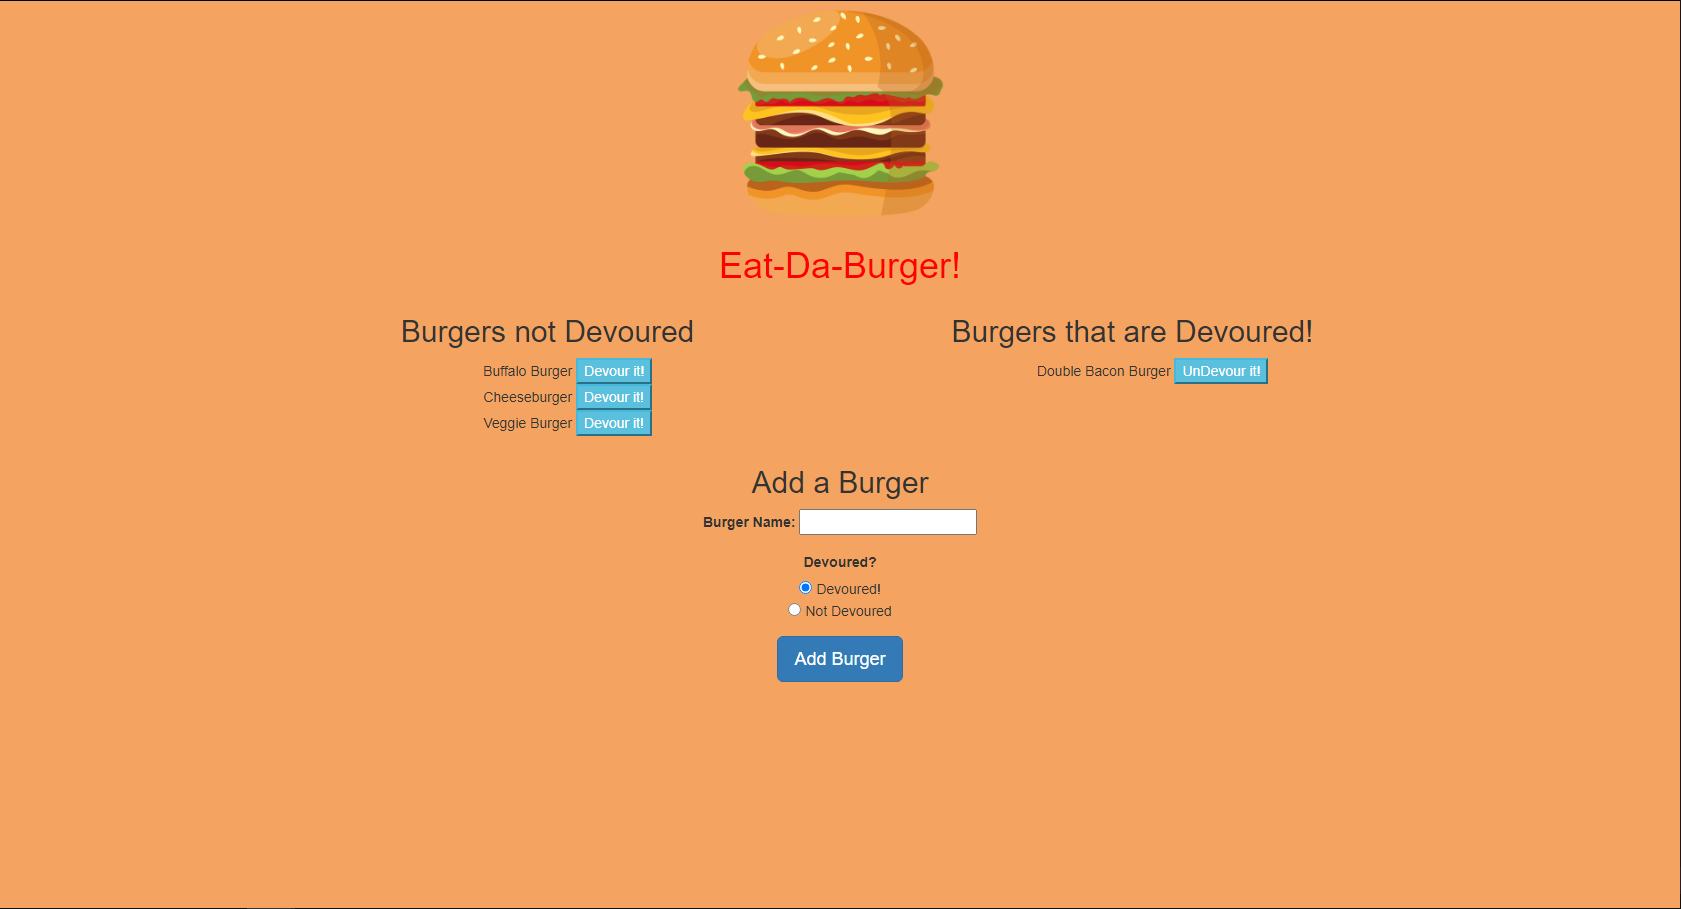 Eat-Da-Burger!
Burgers not Devoured
Buffalo Burger Devour it!
Cheeseburger Devour it!
Veggie Burger Devour it!
Burgers that are Devoured!
Double Bacon Burger UnDevour it!
Add a Burger
Burger Name:
Devoured?
Devoured!
Not Devoured
Add Burger